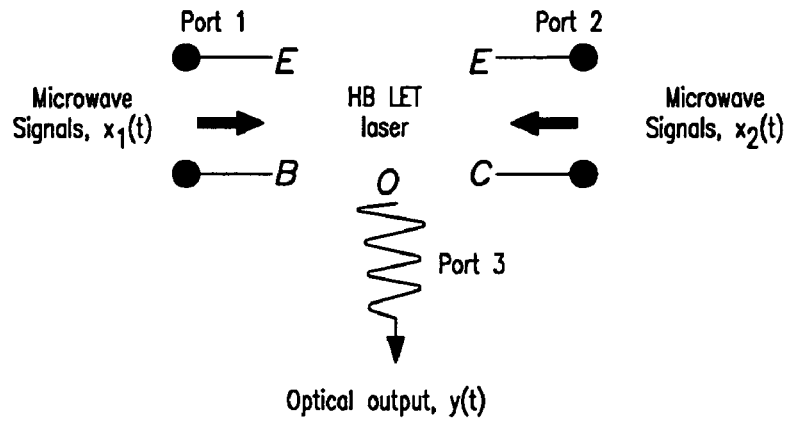 Port 1
Port 2
E
E
Microwave
Signals, x₁(t)
HB LET
laser
Microwave
Signals, x₂(t)
B
O
C
Port 3
Optical output, y(t)